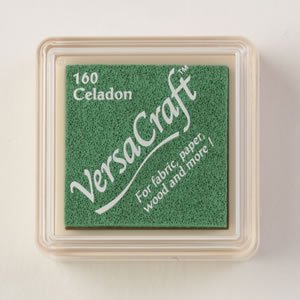 160
Celadon
VersaCraft™
For fabric, paper,
wood and more !